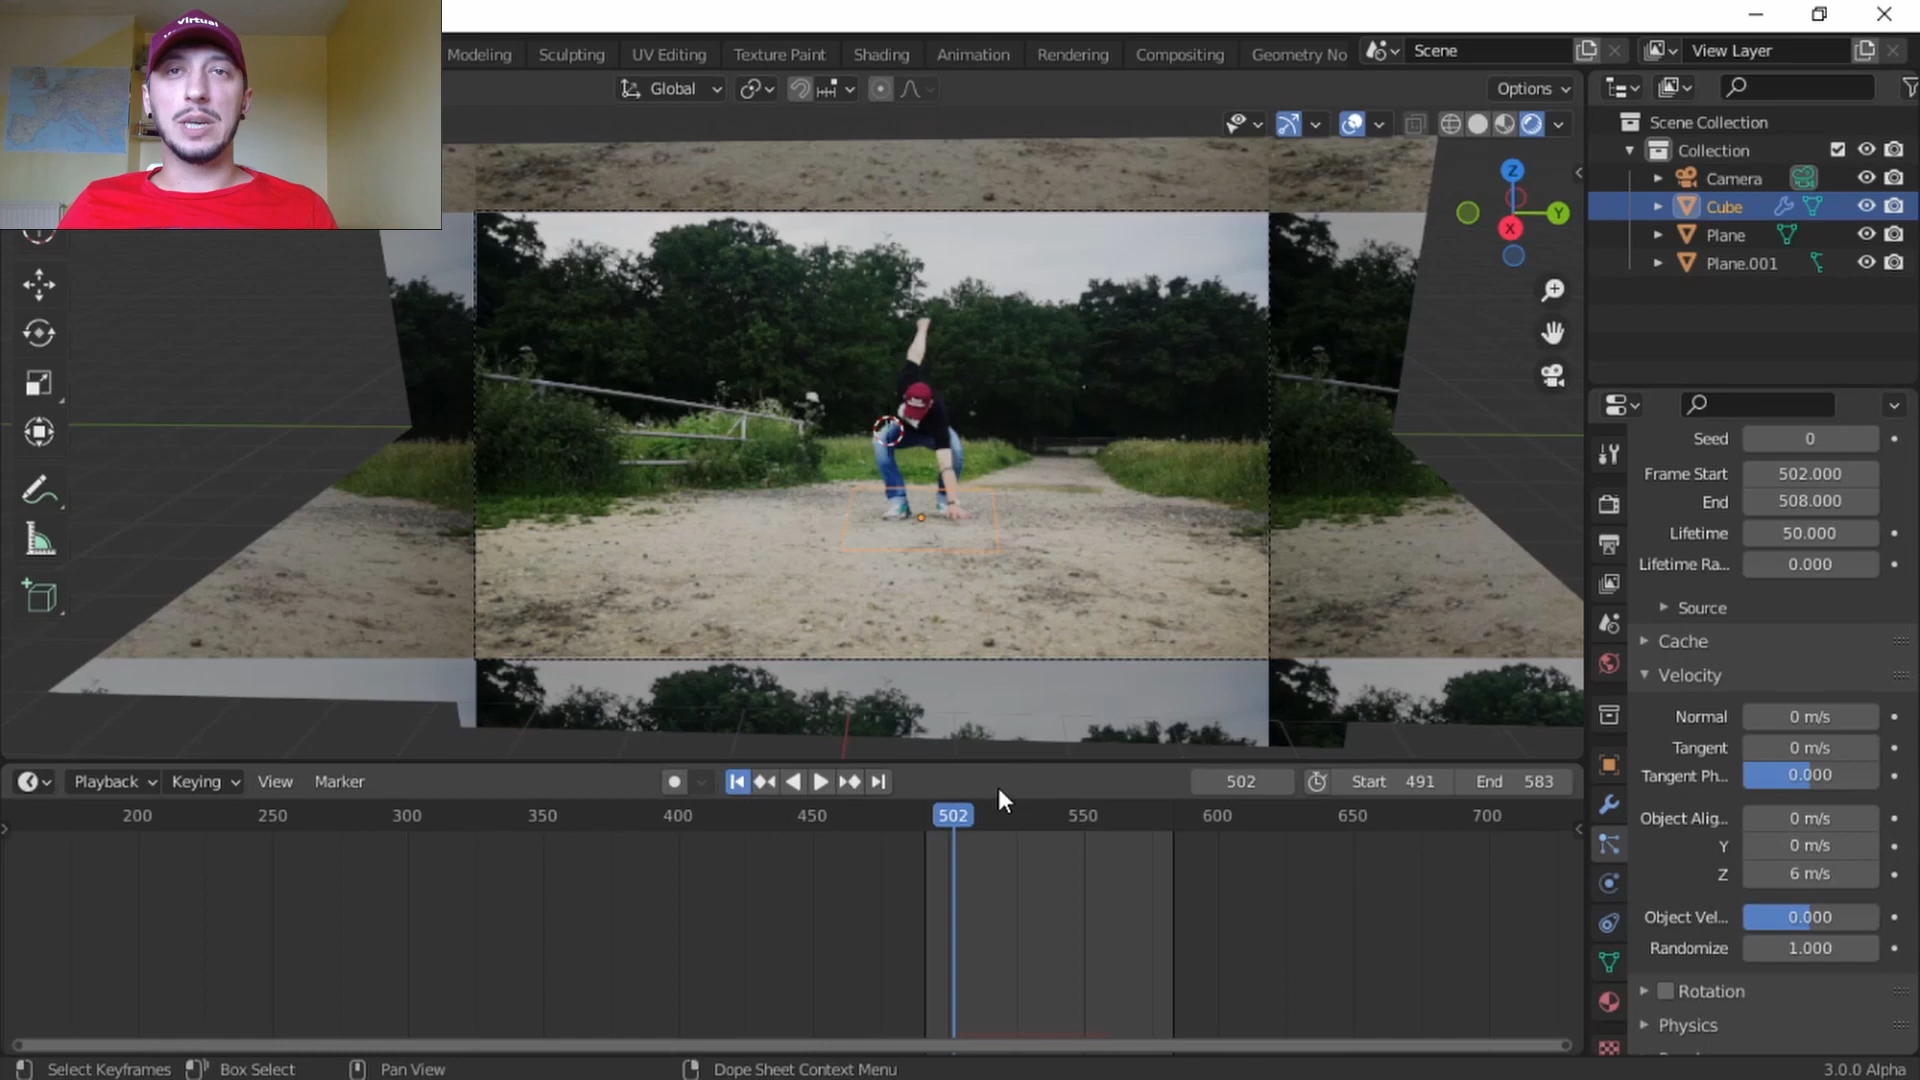 virtual
Modeling Sculpting UV Editing Texture Paint Shading Animation Rendering Compositing Geometry No Scene View Layer
Global Options
Scene Collection
Collection
Camera
Cube
Plane
Plane.001
Z
Y
X
Seed 0
Frame Start 502.000
End 508.000
Lifetime 50.000
Lifetime Ra... 0.000
Source
Cache
Velocity
Normal 0 m/s
Tangent 0 m/s
Tangent Ph... 0.000
Object Alig... 0 m/s
Y 0 m/s
Z 6 m/s
Object Vel... 0.000
Randomize 1.000
Rotation
Physics
Playback Keying View Marker 502 Start 491 End 583
200 250 300 350 400 450 502 550 600 650 700
Select Keyframes Box Select Pan View Dope Sheet Context Menu 3.0.0 Alpha